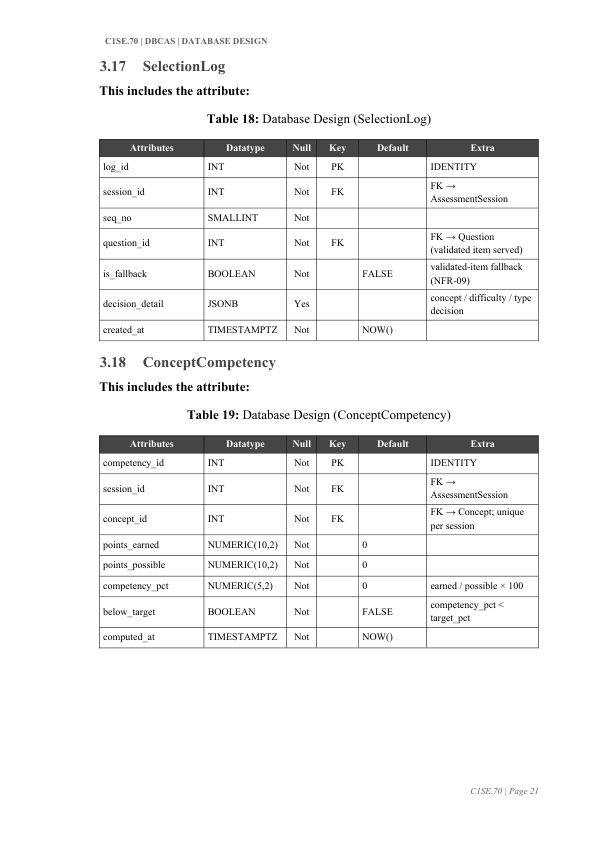 C1SE.70 | DBCAS | DATABASE DESIGN
3.17 SelectionLog
This includes the attribute:
Table 18: Database Design (SelectionLog)
Attributes Datatype Null Key Default Extra
log_id INT Not PK IDENTITY
session_id INT Not FK FK →
AssessmentSession
seq_no SMALLINT Not
question_id INT Not FK FK → Question
(validated item served)
is_fallback BOOLEAN Not FALSE validated-item fallback
(NFR-09)
decision_detail JSONB Yes concept / difficulty / type
decision
created_at TIMESTAMPTZ Not NOW()
3.18 ConceptCompetency
This includes the attribute:
Table 19: Database Design (ConceptCompetency)
Attributes Datatype Null Key Default Extra
competency_id INT Not PK IDENTITY
session_id INT Not FK FK →
AssessmentSession
concept_id INT Not FK FK → Concept; unique
per session
points_earned NUMERIC(10,2) Not 0
points_possible NUMERIC(10,2) Not 0
competency_pct NUMERIC(5,2) Not 0 earned / possible × 100
below_target BOOLEAN Not FALSE competency_pct <
target_pct
computed_at TIMESTAMPTZ Not NOW()
C1SE.70 | Page 21